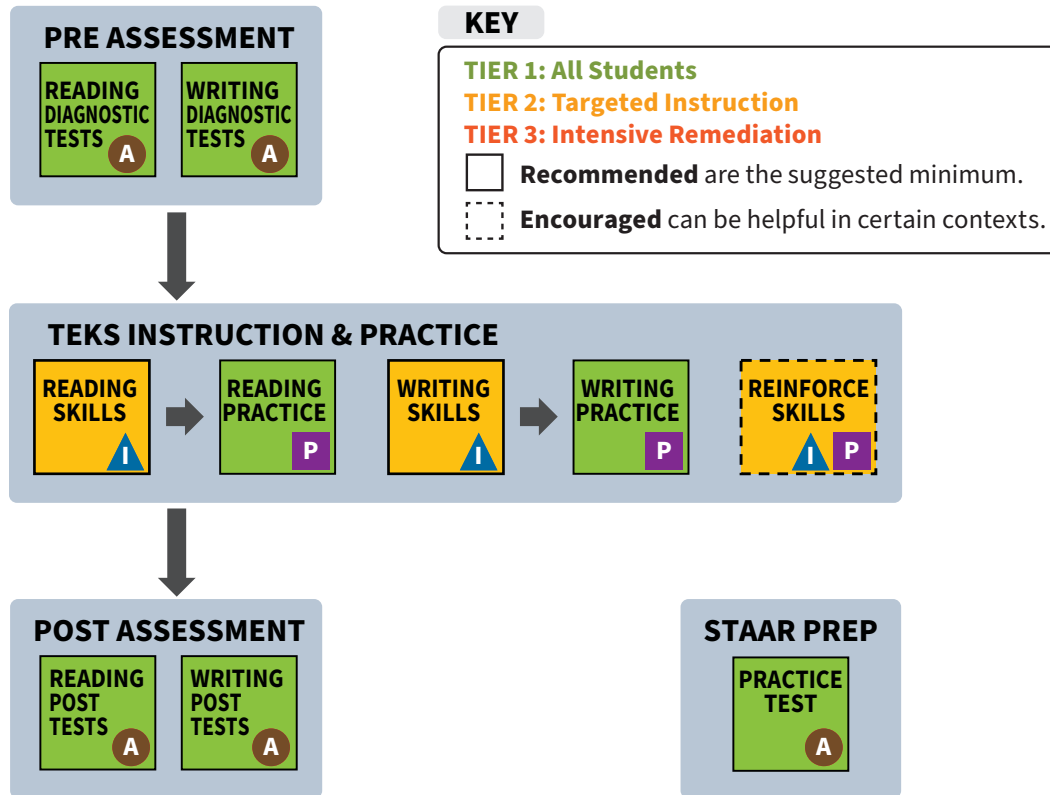 PRE ASSESSMENT
READING
DIAGNOSTIC
TESTS
A
WRITING
DIAGNOSTIC
TESTS
A
KEY
TIER 1: All Students
TIER 2: Targeted Instruction
TIER 3: Intensive Remediation
Recommended are the suggested minimum.
Encouraged can be helpful in certain contexts.
TEKS INSTRUCTION & PRACTICE
READING
SKILLS
I
READING
PRACTICE
P
WRITING
SKILLS
I
WRITING
PRACTICE
P
REINFORCE
SKILLS
I P
POST ASSESSMENT
READING
POST
TESTS
A
WRITING
POST
TESTS
A
STAAR PREP
PRACTICE
TEST
A